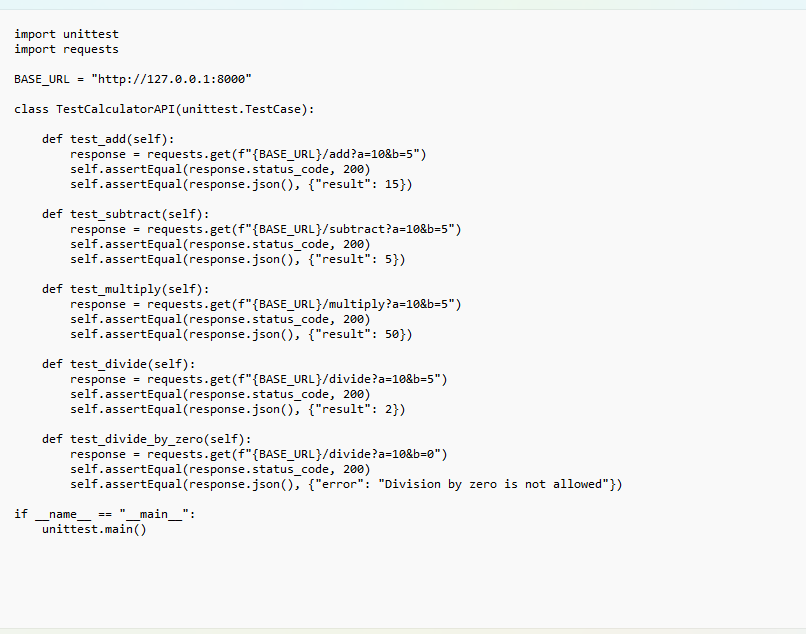 import unittest
import requests
BASE_URL = "http://127.0.0.1:8000"
class TestCalculatorAPI(unittest.TestCase):
    def test_add(self):
        response = requests.get(f"{BASE_URL}/add?a=10&b=5")
        self.assertEqual(response.status_code, 200)
        self.assertEqual(response.json(), {"result": 15})
    def test_subtract(self):
        response = requests.get(f"{BASE_URL}/subtract?a=10&b=5")
        self.assertEqual(response.status_code, 200)
        self.assertEqual(response.json(), {"result": 5})
    def test_multiply(self):
        response = requests.get(f"{BASE_URL}/multiply?a=10&b=5")
        self.assertEqual(response.status_code, 200)
        self.assertEqual(response.json(), {"result": 50})
    def test_divide(self):
        response = requests.get(f"{BASE_URL}/divide?a=10&b=5")
        self.assertEqual(response.status_code, 200)
        self.assertEqual(response.json(), {"result": 2})
    def test_divide_by_zero(self):
        response = requests.get(f"{BASE_URL}/divide?a=10&b=0")
        self.assertEqual(response.status_code, 200)
        self.assertEqual(response.json(), {"error": "Division by zero is not allowed"})
if __name__ == "__main__":
    unittest.main()